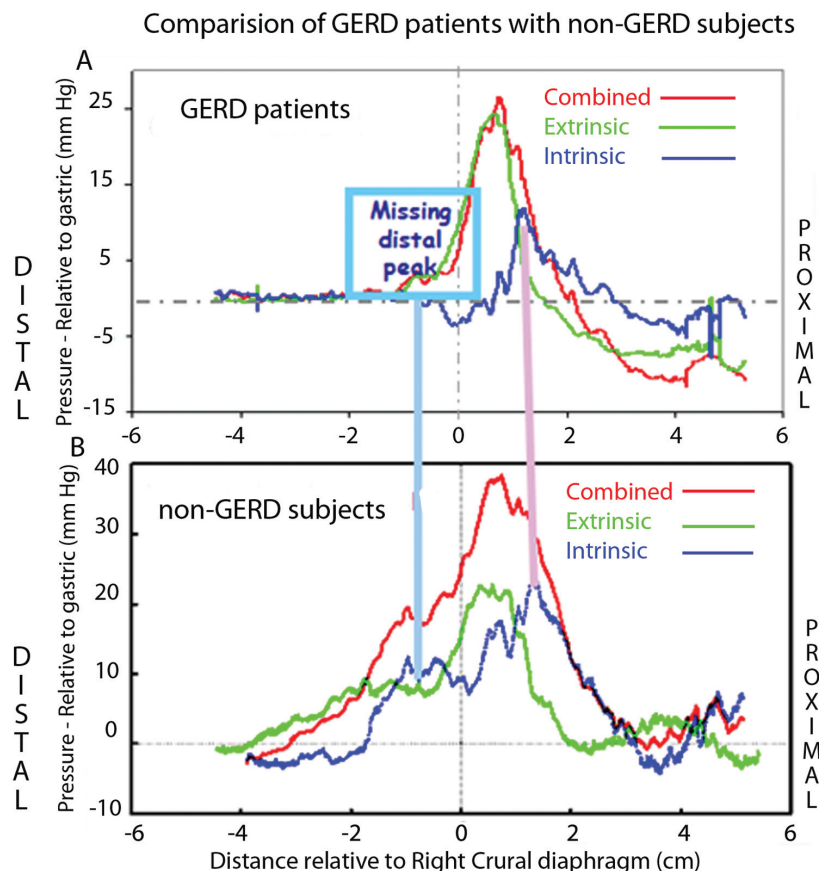 Comparision of GERD patients with non-GERD subjects
A
GERD patients
Combined
Extrinsic
Intrinsic
Missing
distal
peak
Pressure - Relative to gastric (mm Hg)
25
15
5
-5
-15
-6
-4
-2
0
2
4
6
DISTAL
PROXIMAL
B
non-GERD subjects
Combined
Extrinsic
Intrinsic
Pressure - Relative to gastric (mm Hg)
40
30
20
10
0
-10
-6
-4
-2
0
2
4
6
DISTAL
PROXIMAL
Distance relative to Right Crural diaphragm (cm)